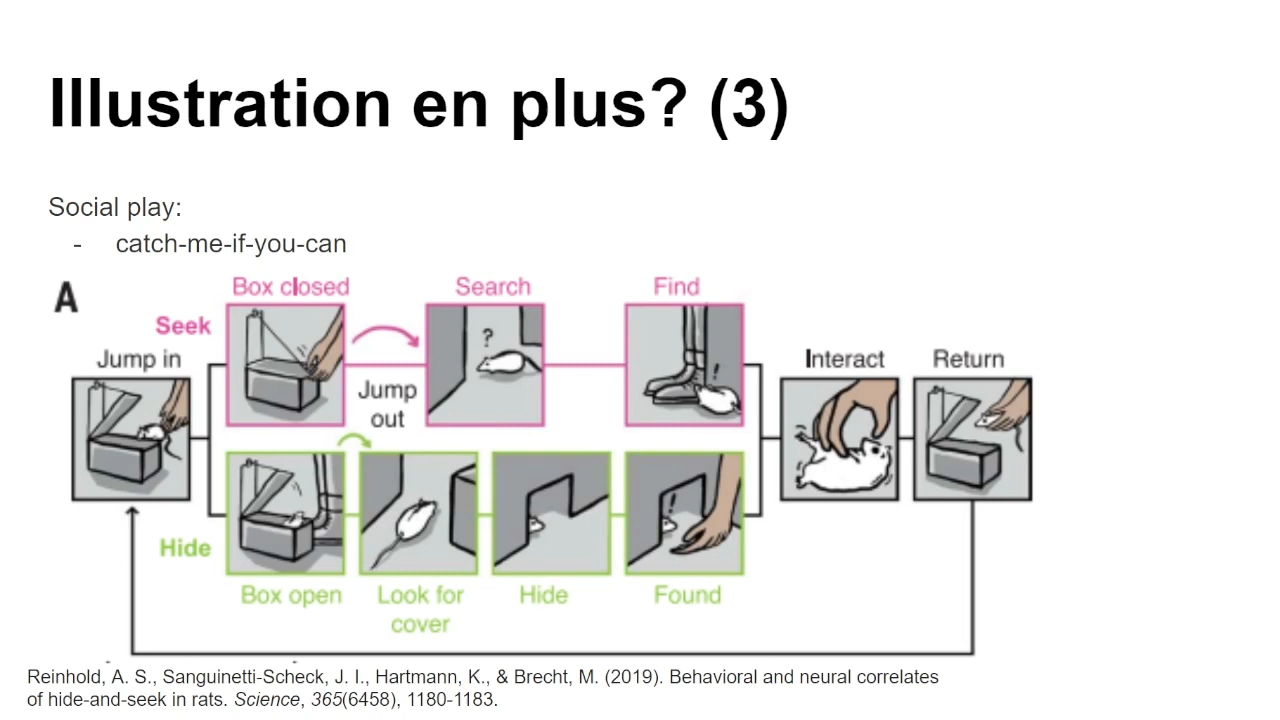 Illustration en plus? (3)
Social play:
- catch-me-if-you-can
A
Box closed
Search
Find
Seek
Jump in
Jump
out
Interact
Return
?
!
!
Hide
Box open
Look for
cover
Hide
Found
Reinhold, A. S., Sanguinetti-Scheck, J. I., Hartmann, K., & Brecht, M. (2019). Behavioral and neural correlates
of hide-and-seek in rats. Science, 365(6458), 1180-1183.